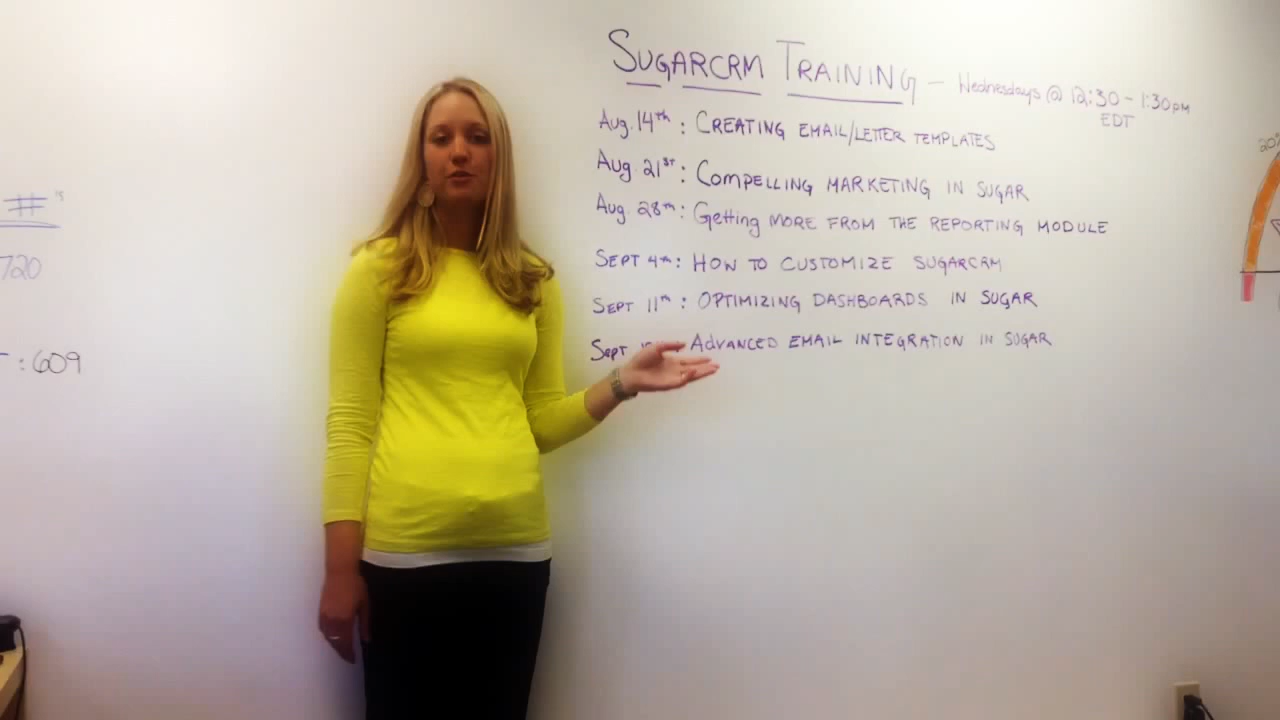 SUGARCRM TRAINING – Wednesdays @ 12:30 – 1:30pm
EDT
Aug. 14th : CREATING EMAIL/LETTER TEMPLATES
Aug. 21st : COMPELLING MARKETING IN SUGAR
Aug. 28th : Getting MORE FROM THE REPORTING MODULE
SEPT 4th : HOW TO CUSTOMIZE SUGARCRM
SEPT 11th : OPTIMIZING DASHBOARDS IN SUGAR
Sept Advanced EMAIL INTEGRATION IN SUGAR
#'s
720
: 609
20%